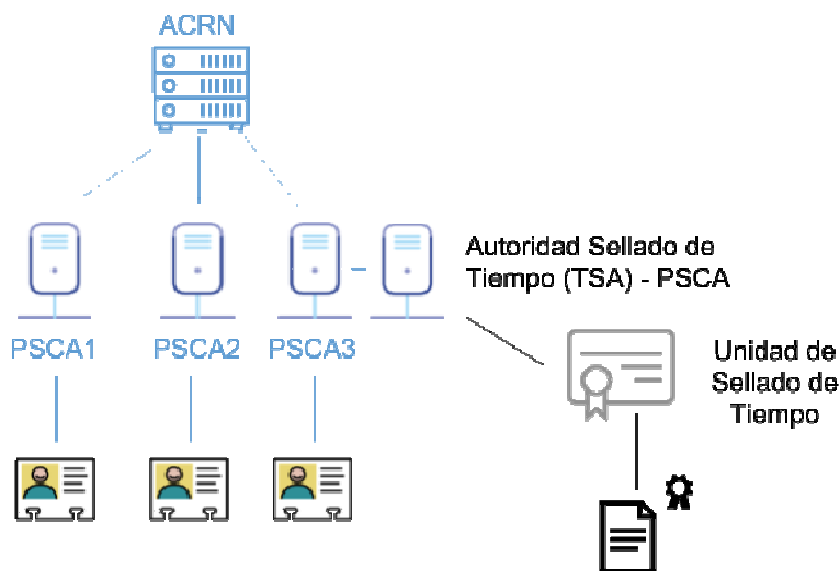 ACRN
Autoridad Sellado de
Tiempo (TSA) - PSCA
PSCA1
PSCA2
PSCA3
Unidad de
Sellado de
Tiempo